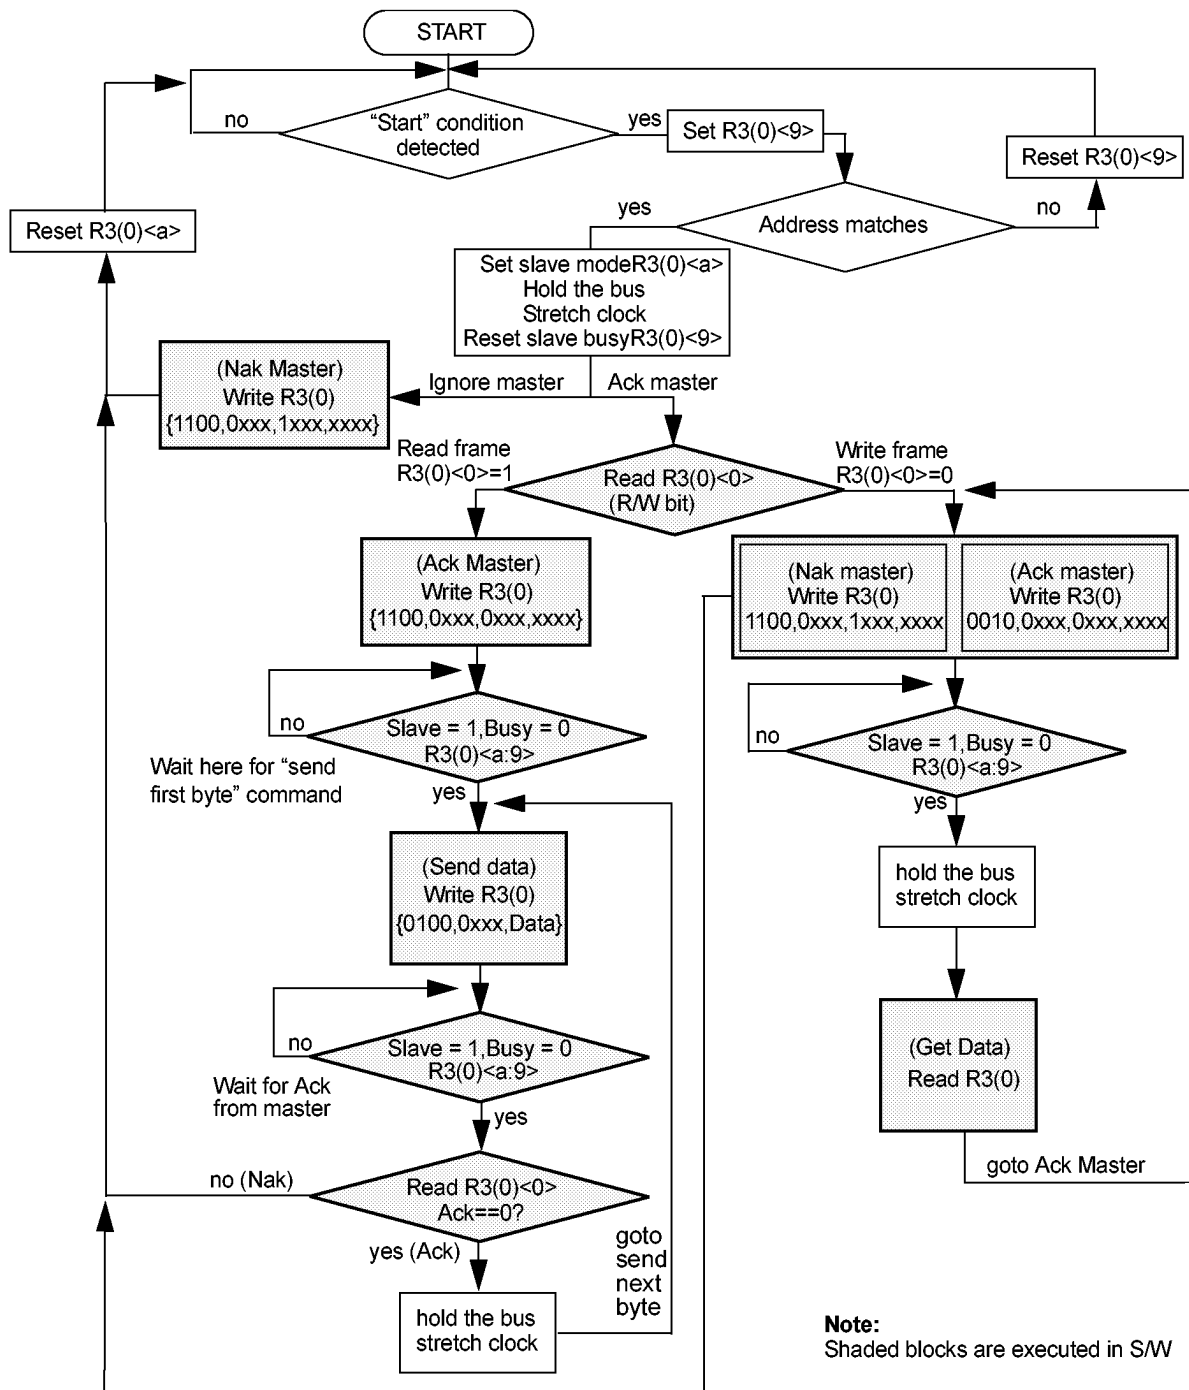 START
no
"Start" condition
detected
yes
Set R3(0)<9>
Reset R3(0)<9>
Reset R3(0)<a>
yes
Address matches
no
Set slave modeR3(0)<a>
Hold the bus
Stretch clock
Reset slave busyR3(0)<9>
(Nak Master)
Write R3(0)
{1100,0xxx,1xxx,xxxx}
Ignore master
Ack master
Read frame
R3(0)<0>=1
Read R3(0)<0>
(R/W bit)
Write frame
R3(0)<0>=0
(Ack Master)
Write R3(0)
{1100,0xxx,0xxx,xxxx}
(Nak master)
Write R3(0)
1100,0xxx,1xxx,xxxx
(Ack master)
Write R3(0)
0010,0xxx,0xxx,xxxx
no
Slave = 1,Busy = 0
R3(0)<a:9>
Wait here for "send
first byte" command
yes
no
Slave = 1,Busy = 0
R3(0)<a:9>
yes
(Send data)
Write R3(0)
{0100,0xxx,Data}
hold the bus
stretch clock
no
Slave = 1,Busy = 0
R3(0)<a:9>
Wait for Ack
from master
yes
(Get Data)
Read R3(0)
goto Ack Master
no (Nak)
Read R3(0)<0>
Ack==0?
yes (Ack)
goto
send
next
byte
hold the bus
stretch clock
Note:
Shaded blocks are executed in S/W